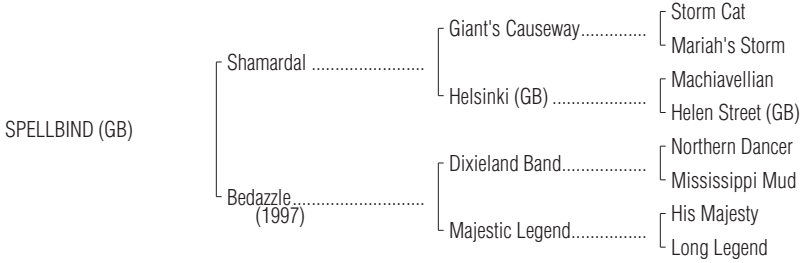 Storm Cat
Giant's Causeway..............
Mariah's Storm
Shamardal ........................
Machiavellian
Helsinki (GB) ....................
Helen Street (GB)
SPELLBIND (GB)
Northern Dancer
Dixieland Band..................
Mississippi Mud
Bedazzle............................
(1997)
His Majesty
Majestic Legend................
Long Legend